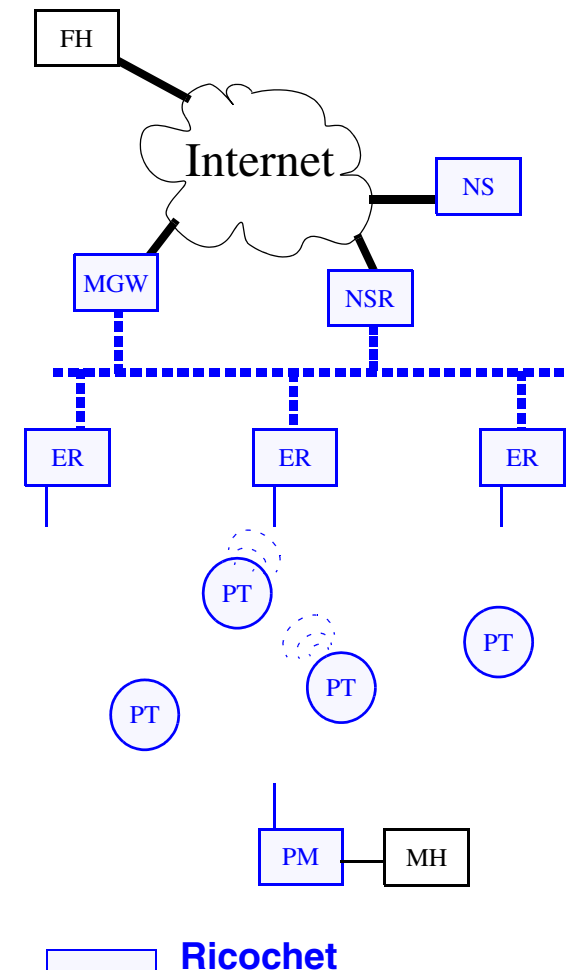 FH
Internet
NS
MGW
NSR
ER
ER
ER
PT
PT
PT
PT
PM
MH
Ricochet